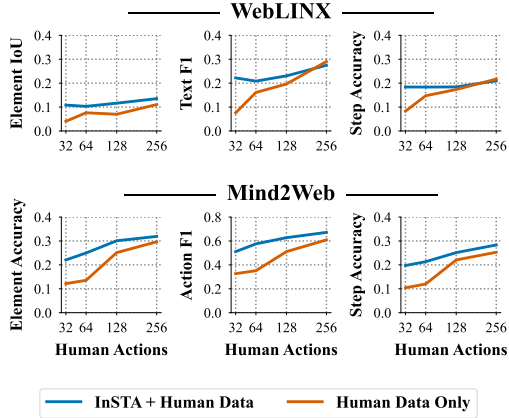 WebLINX
Element IoU
0.4
0.3
0.2
0.1
0.0
32 64 128 256
Text F1
0.4
0.3
0.2
0.1
0.0
32 64 128 256
Step Accuracy
0.4
0.3
0.2
0.1
0.0
32 64 128 256
Mind2Web
Element Accuracy
0.4
0.3
0.2
0.1
0.0
32 64 128 256
Human Actions
Action F1
0.8
0.6
0.4
0.2
0.0
32 64 128 256
Human Actions
Step Accuracy
0.4
0.3
0.2
0.1
0.0
32 64 128 256
Human Actions
InSTA + Human Data
Human Data Only